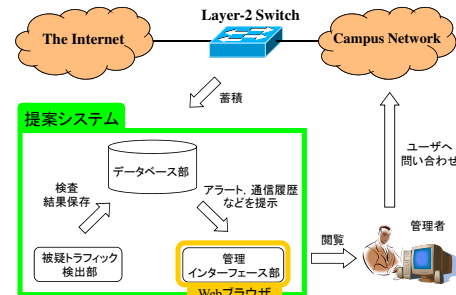 Layer-2 Switch
The Internet
Campus Network
蓄積
提案システム
データベース部
検査
結果保存
アラート，通信履歴
などを提示
ユーザへ
問い合わせ
被疑トラフィック
検出部
管理
インターフェース部
閲覧
管理者
Webブラウザ